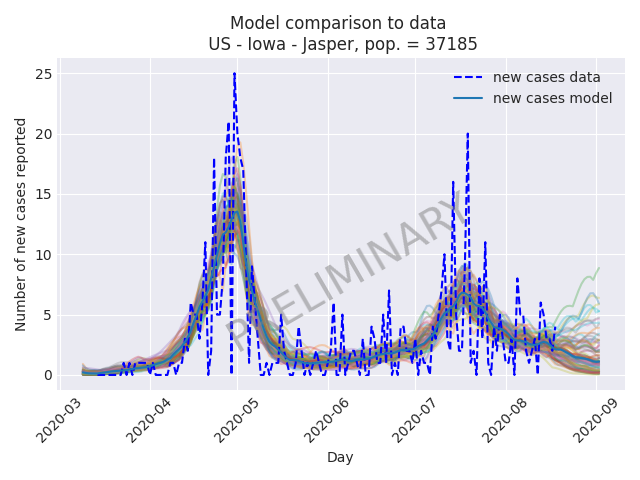 Model comparison to data
US - Iowa - Jasper, pop. = 37185
25
20
15
10
5
0
Number of new cases reported
new cases data
new cases model
PRELIMINARY
2020-03
2020-04
2020-05
2020-06
2020-07
2020-08
2020-09
Day